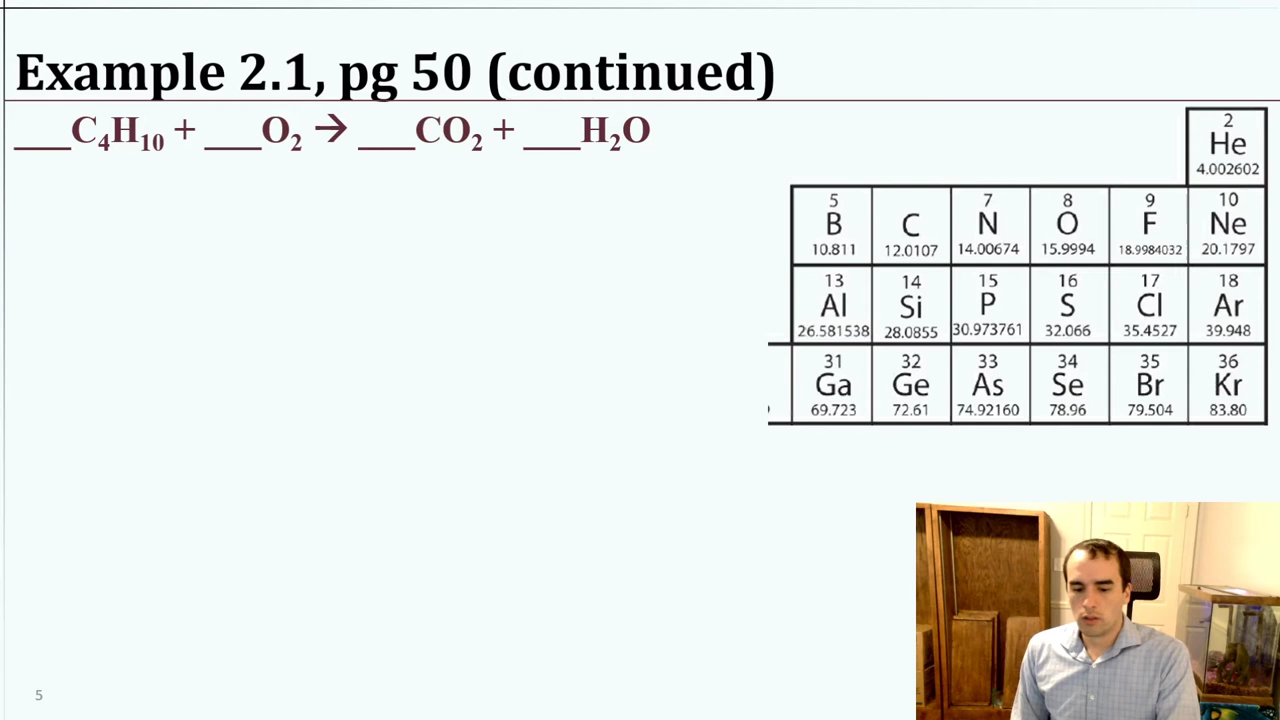 Example 2.1, pg 50 (continued)
___C₄H₁₀ + ___O₂ → ___CO₂ + ___H₂O
2
He
4.002602
5 7 8 9 10
B C N O F Ne
10.811 12.0107 14.00674 15.9994 18.9984032 20.1797
13 14 15 16 17 18
Al Si P S Cl Ar
26.581538 28.0855 30.973761 32.066 35.4527 39.948
31 32 33 34 35 36
Ga Ge As Se Br Kr
69.723 72.61 74.92160 78.96 79.504 83.80
5